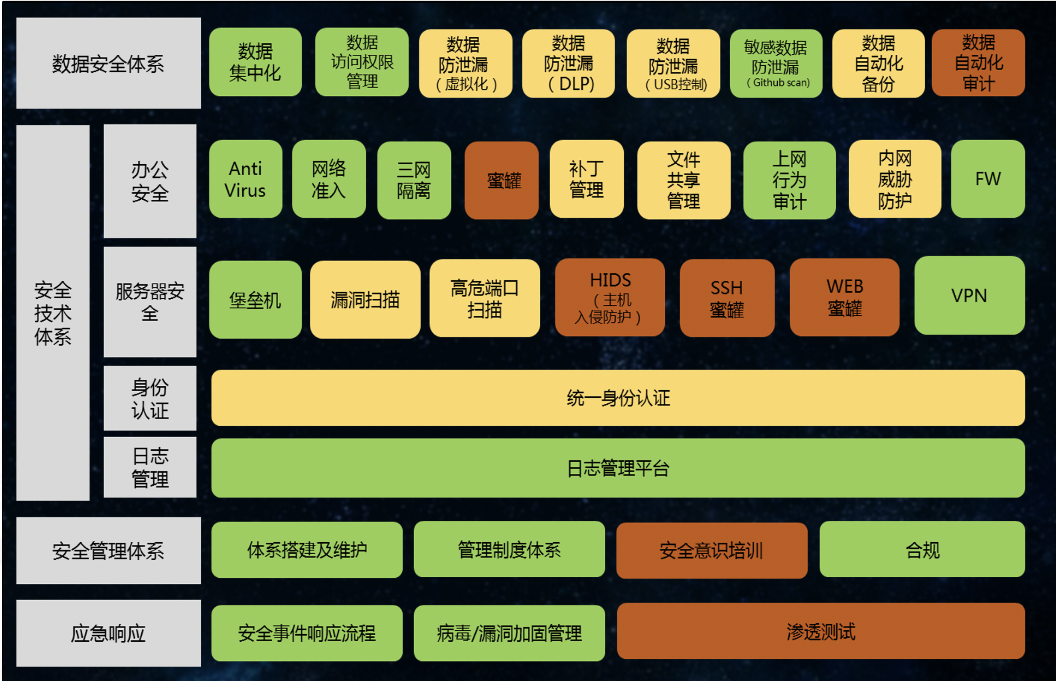 数据安全体系
数据
集中化
数据
访问权限
管理
数据
防泄漏
（虚拟化）
数据
防泄漏
（DLP)
数据
防泄漏
（USB控制)
敏感数据
防泄漏
（Github scan)
数据
自动化
备份
数据
自动化
审计
安全
技术
体系
办公
安全
Anti
Virus
网络
准入
三网
隔离
蜜罐
补丁
管理
文件
共享
管理
上网
行为
审计
内网
威胁
防护
FW
服务器安
全
堡垒机
漏洞扫描
高危端口
扫描
HIDS
（主机
入侵防护）
SSH
蜜罐
WEB
蜜罐
VPN
身份
认证
统一身份认证
日志
管理
日志管理平台
安全管理体系
体系搭建及维护
管理制度体系
安全意识培训
合规
应急响应
安全事件响应流程
病毒/漏洞加固管理
渗透测试